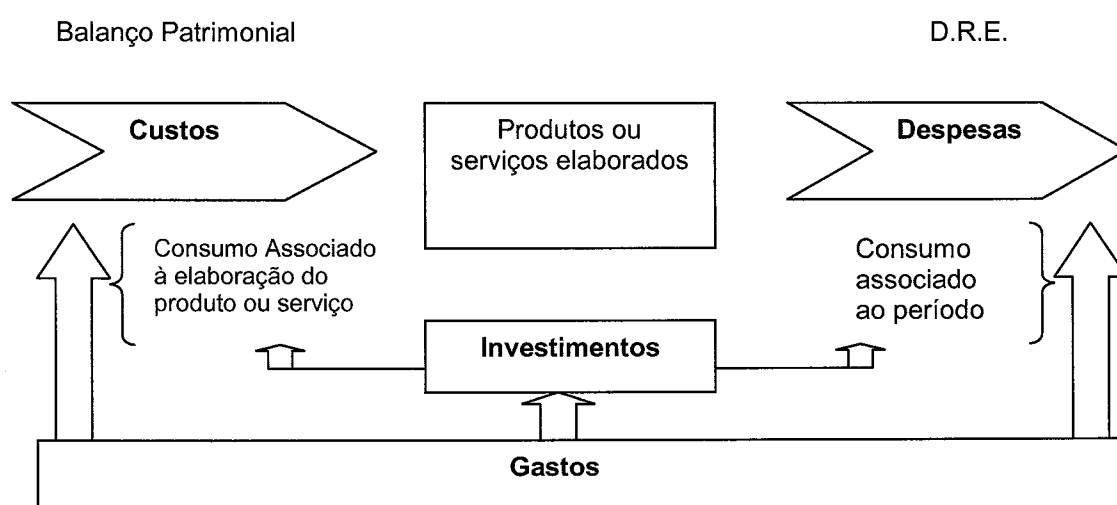 Balanço Patrimonial
D.R.E.
Custos
Produtos ou
serviços elaborados
Despesas
Consumo Associado
à elaboração do
produto ou serviço
Consumo
associado
ao período
Investimentos
Gastos